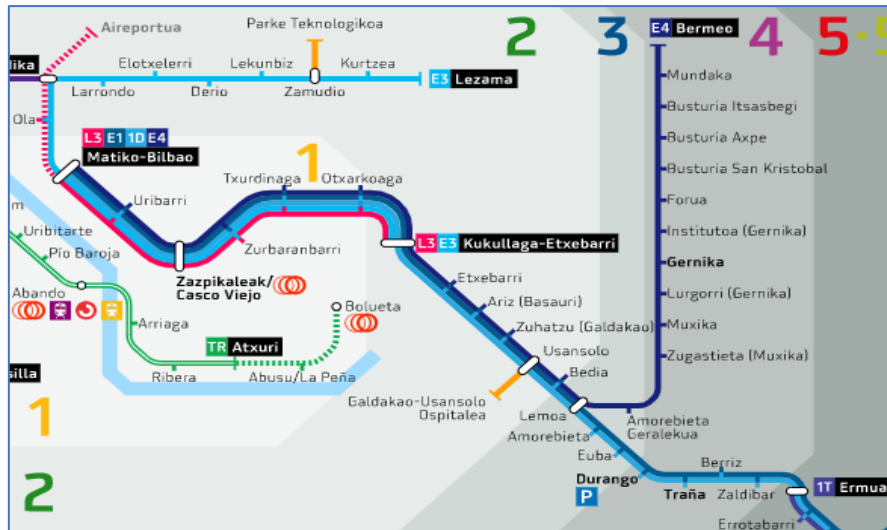 Aireportua
Parke Teknologikoa
2
3
E4 Bermeo
4
5
5
dika
Elotxelerri
Lekunbiz
Kurtzea
E3 Lezama
Larrondo
Derio
Zamudio
Mundaka
Busturia Itsasbegi
Busturia Axpe
Busturia San Kristobal
Forua
Institutoa (Gernika)
Gernika
Lurgorri (Gernika)
Muxika
Zugastieta (Muxika)
Ola
L3 E1 1D E4
Matiko-Bilbao
1
Txurdinaga
Otxarkoaga
Uribarri
Zurbaranbarri
L3 E3 Kukullaga-Etxebarri
m
Uribitarte
Pío Baroja
Zazpikaleak/
Casco Viejo
Abando
Bolueta
Arriaga
TR Atxuri
Ribera
Abusu/La Peña
silla
1
Etxebarri
Ariz (Basauri)
Zuhatzu (Galdakao)
Usansolo
Bedia
Galdakao-Usansolo
Ospitalea
Lemoa
Amorebieta
Geralekua
Amorebieta
Euba
Durango
P
Traña
Berriz
Zaldibar
1T Ermua
Errotabarri
2